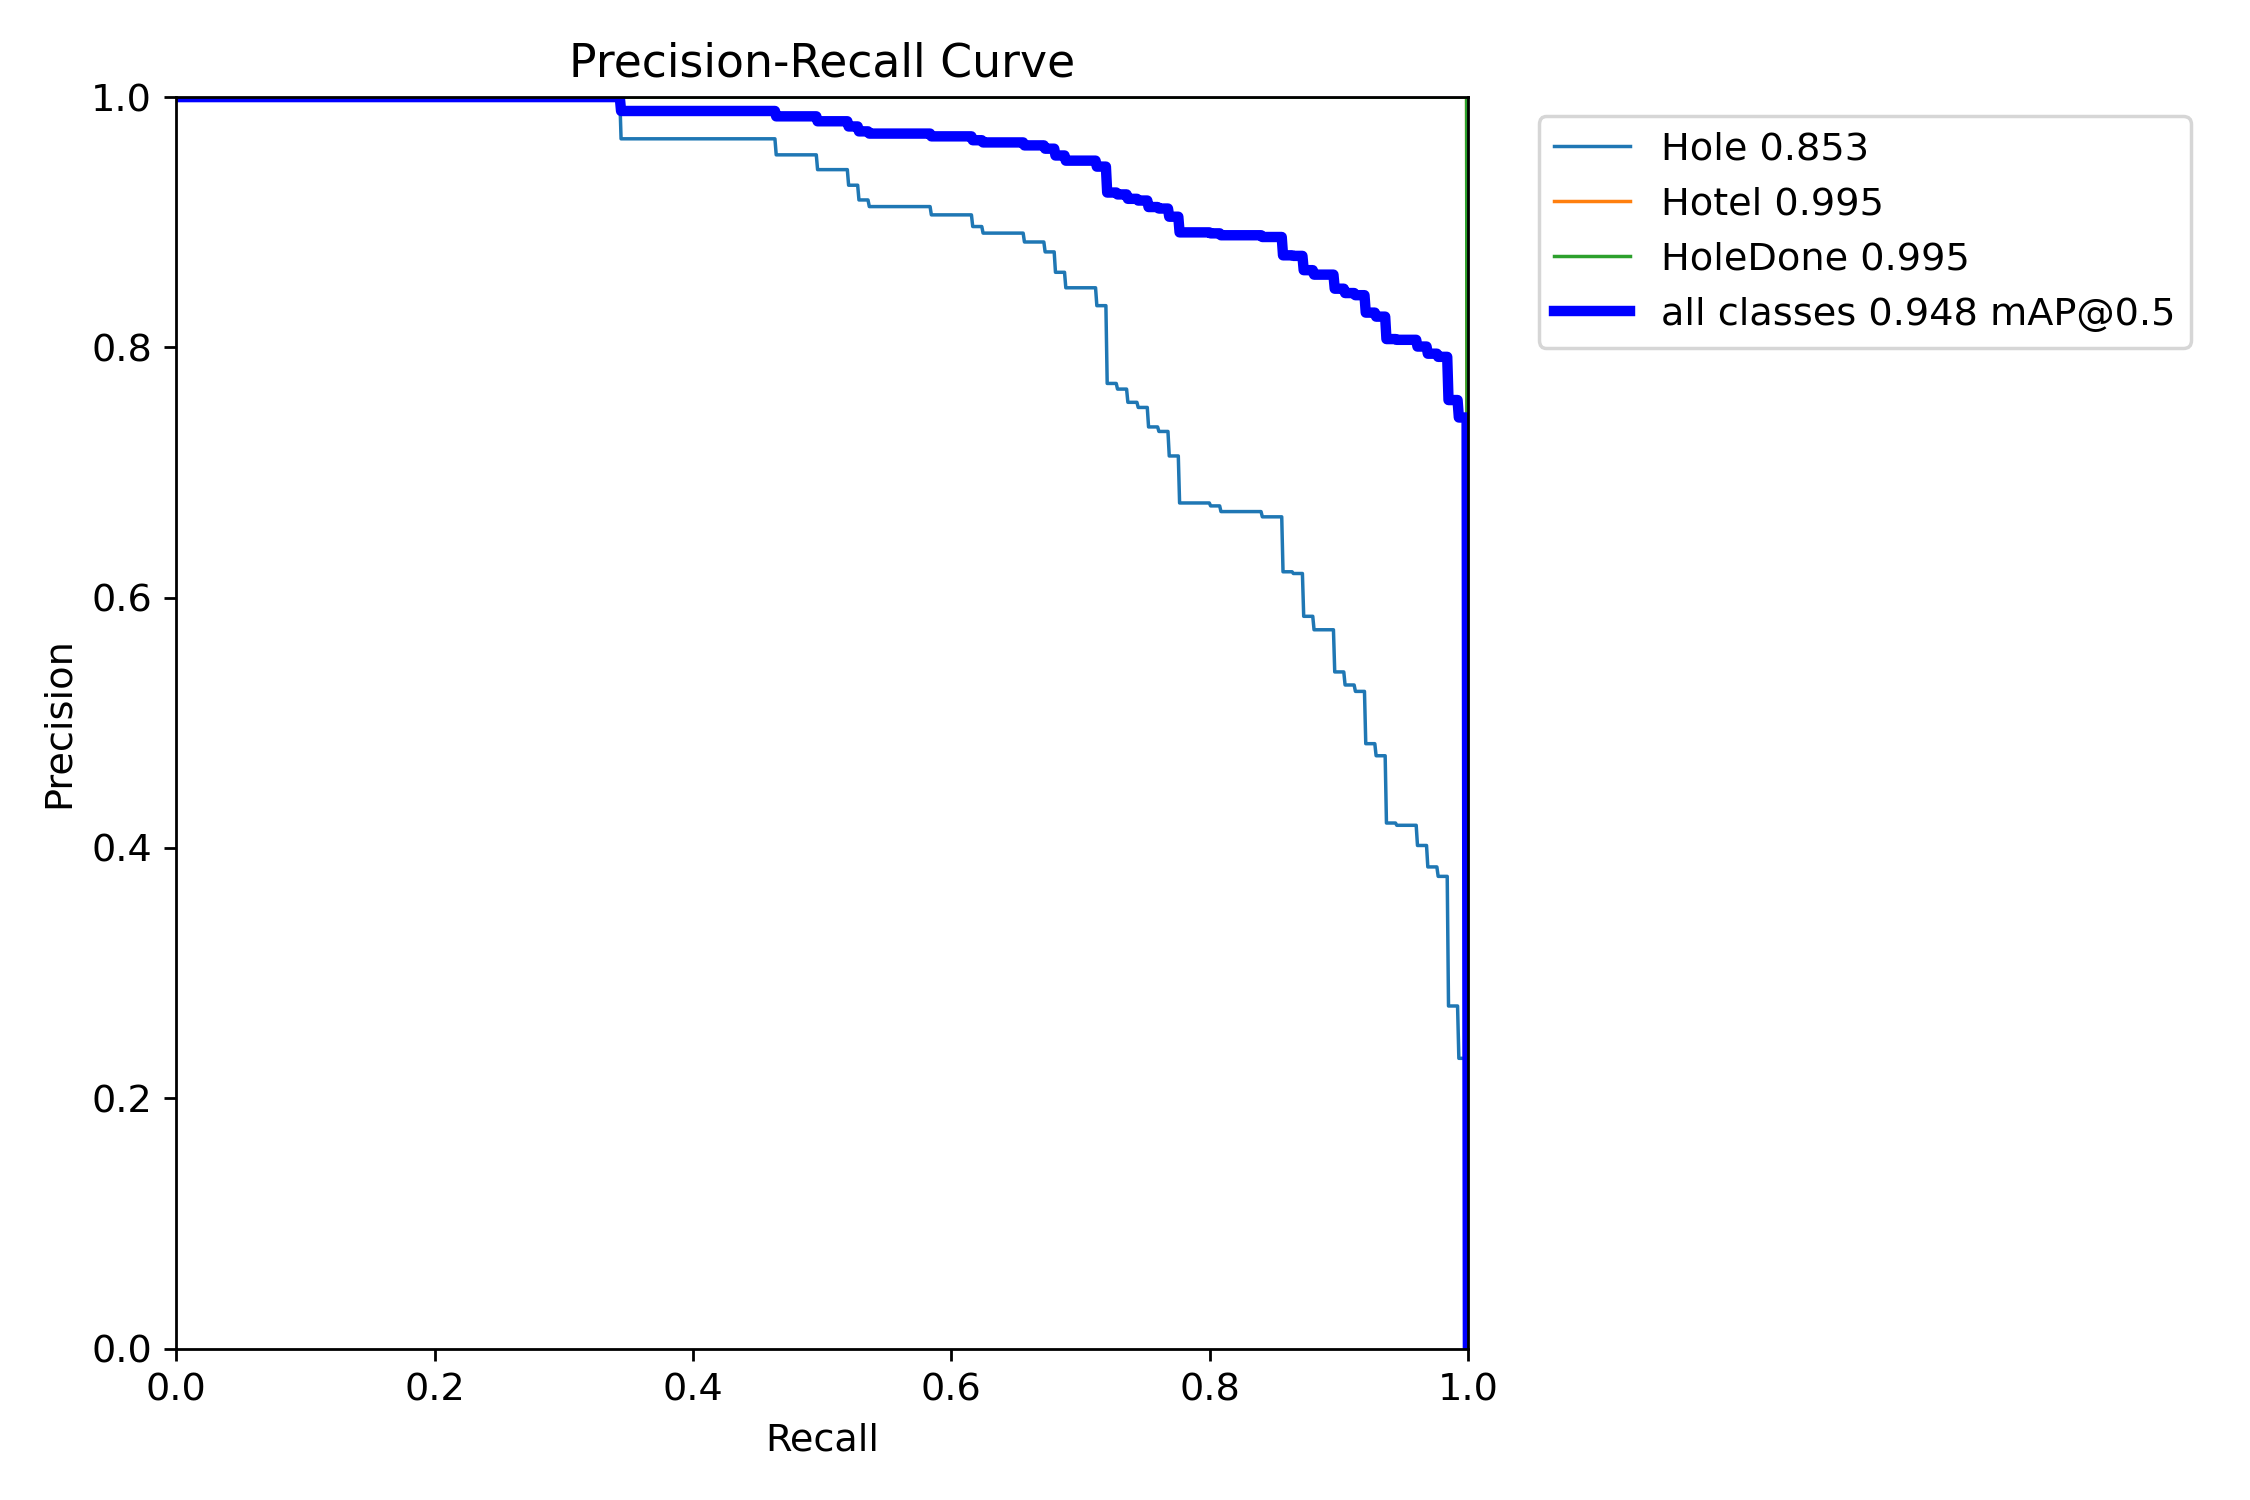 Precision-Recall Curve
1.0
0.8
0.6
0.4
0.2
0.0
Precision
0.0 0.2 0.4 0.6 0.8 1.0
Recall
Hole 0.853
Hotel 0.995
HoleDone 0.995
all classes 0.948 mAP@0.5